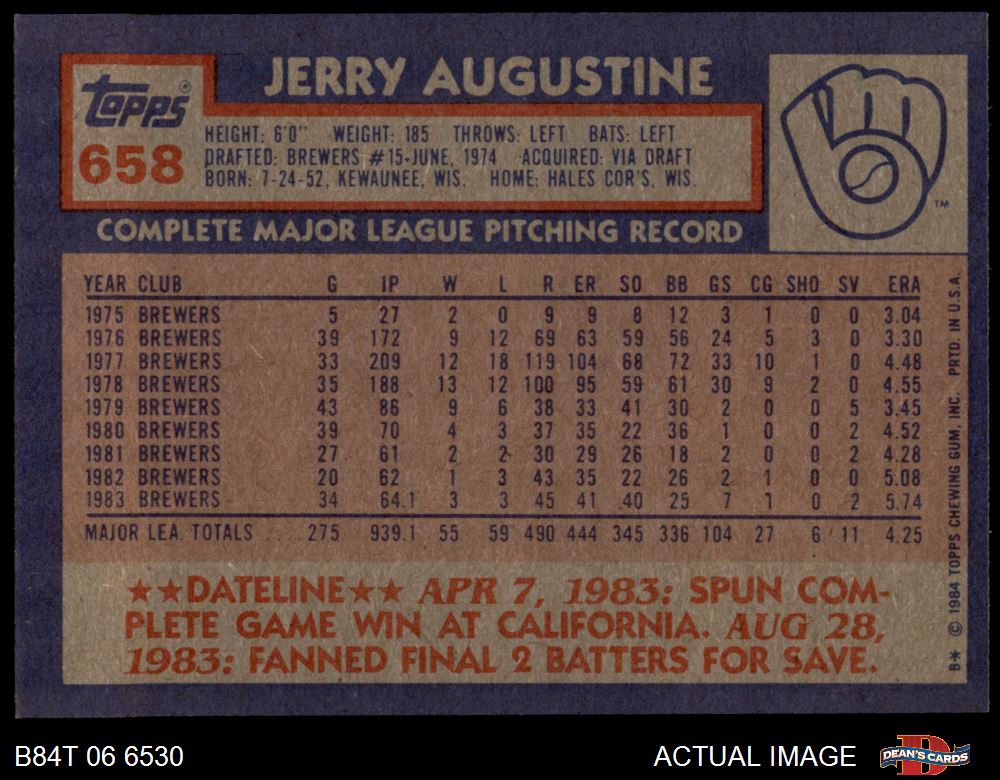 JERRY AUGUSTINE
TOPPS®
658
HEIGHT: 6'0" WEIGHT: 185 THROWS: LEFT BATS: LEFT
DRAFTED: BREWERS #15-JUNE, 1974 ACQUIRED: VIA DRAFT
BORN: 7-24-52, KEWAUNEE, WIS. HOME: HALES COR'S, WIS.
TM
COMPLETE MAJOR LEAGUE PITCHING RECORD
YEAR CLUB G IP W L R ER SO BB GS CG SHO SV ERA
1975 BREWERS 5 27 2 0 9 9 8 12 3 1 0 0 3.04
1976 BREWERS 39 172 9 12 69 63 59 56 24 5 3 0 3.30
1977 BREWERS 33 209 12 18 119 104 68 72 33 10 1 0 4.48
1978 BREWERS 35 188 13 12 100 95 59 61 30 9 2 0 4.55
1979 BREWERS 43 86 9 6 38 33 41 30 2 0 0 5 3.45
1980 BREWERS 39 70 4 3 37 35 22 36 1 0 0 2 4.52
1981 BREWERS 27 61 2 2 30 29 26 18 2 0 0 2 4.28
1982 BREWERS 20 62 1 3 43 35 22 26 2 1 0 0 5.08
1983 BREWERS 34 64.1 3 3 45 41 40 25 7 1 0 2 5.74
MAJOR LEA. TOTALS 275 939.1 55 59 490 444 345 336 104 27 6 11 4.25
★★DATELINE★★ APR 7, 1983: SPUN COM-
PLETE GAME WIN AT CALIFORNIA. AUG 28,
1983: FANNED FINAL 2 BATTERS FOR SAVE.
B* © 1984 TOPPS CHEWING GUM, INC. PRTD. IN U.S.A.
B84T 06 6530
ACTUAL IMAGE
DEAN'S CARDS